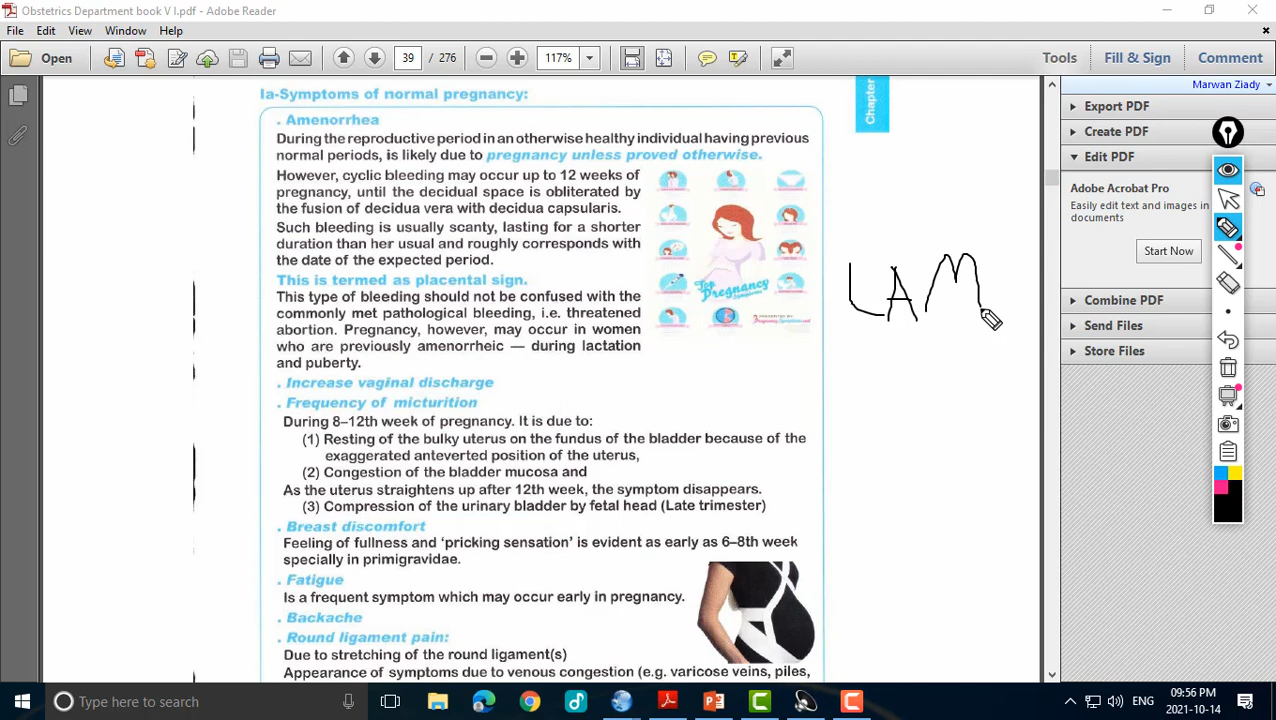 Obstetrics Department book V I.pdf - Adobe Reader
File Edit View Window Help
Open 39 / 276 117% Tools Fill & Sign Comment
Marwan Ziady
Export PDF
Create PDF
Edit PDF
Adobe Acrobat Pro
Easily edit text and images in
documents
Start Now
Combine PDF
Send Files
Store Files
Chapter
Ia-Symptoms of normal pregnancy:
. Amenorrhea
During the reproductive period in an otherwise healthy individual having previous
normal periods, is likely due to pregnancy unless proved otherwise.
However, cyclic bleeding may occur up to 12 weeks of
pregnancy, until the decidual space is obliterated by
the fusion of decidua vera with decidua capsularis.
Such bleeding is usually scanty, lasting for a shorter
duration than her usual and roughly corresponds with
the date of the expected period.
This is termed as placental sign.
This type of bleeding should not be confused with the
commonly met pathological bleeding, i.e. threatened
abortion. Pregnancy, however, may occur in women
who are previously amenorrheic — during lactation
and puberty.
Top
Pregnancy
Symptoms
LAM
. Increase vaginal discharge
. Frequency of micturition
During 8–12th week of pregnancy. It is due to:
(1) Resting of the bulky uterus on the fundus of the bladder because of the
exaggerated anteverted position of the uterus,
(2) Congestion of the bladder mucosa and
As the uterus straightens up after 12th week, the symptom disappears.
(3) Compression of the urinary bladder by fetal head (Late trimester)
. Breast discomfort
Feeling of fullness and ‘pricking sensation’ is evident as early as 6–8th week
specially in primigravidae.
. Fatigue
Is a frequent symptom which may occur early in pregnancy.
. Backache
. Round ligament pain:
Due to stretching of the round ligament(s)
Appearance of symptoms due to venous congestion (e.g. varicose veins, piles,
Type here to search
ENG
09:56 PM
2021-10-14